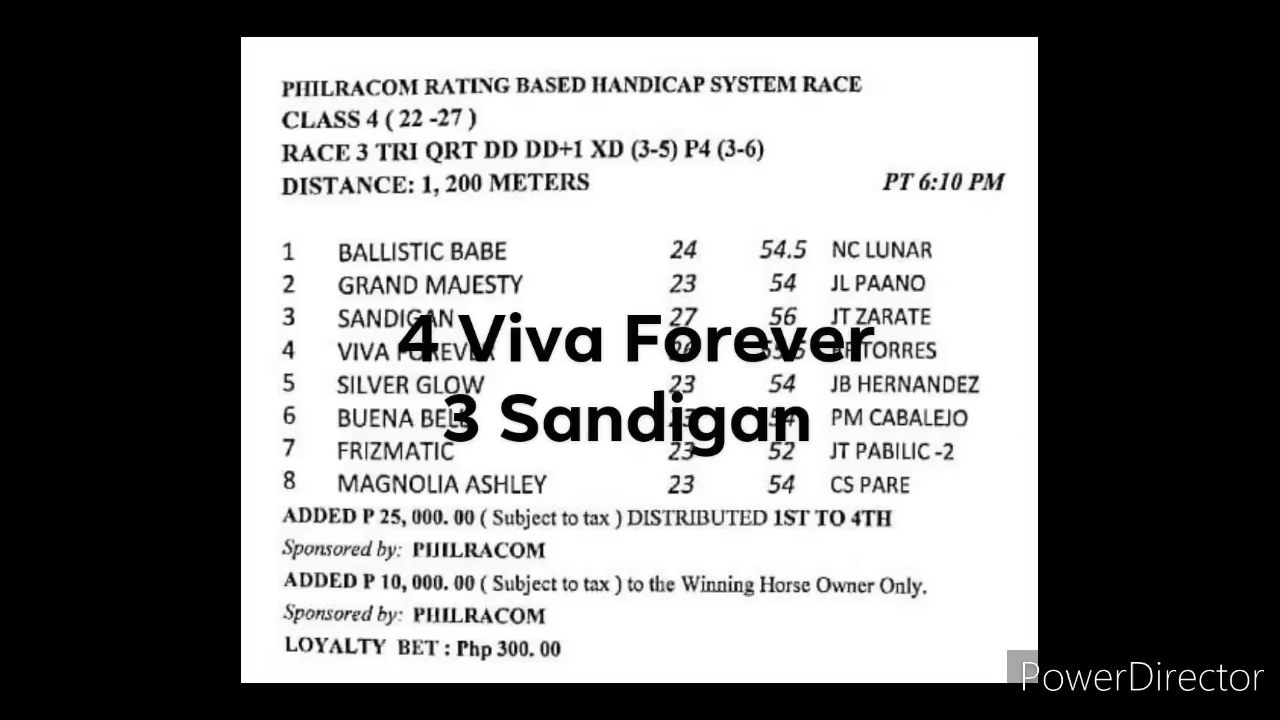 PHILRACOM RATING BASED HANDICAP SYSTEM RACE
CLASS 4 ( 22 -27 )
RACE 3 TRI QRT DD DD+1 XD (3-5) P4 (3-6)
DISTANCE: 1, 200 METERS PT 6:10 PM
1 BALLISTIC BABE 24 54.5 NC LUNAR
2 GRAND MAJESTY 23 54 JL PAANO
3 SANDIGAN 27 56 JT ZARATE
4 Viva Forever
4 VIVA FOREVER TORRES
5 SILVER GLOW 23 54 JB HERNANDEZ
3 Sandigan
6 BUENA 54 PM CABALEJO
7 FRIZMATIC 23 52 JT PABILIC -2
8 MAGNOLIA ASHLEY 23 54 CS PARE
ADDED P 25, 000. 00 ( Subject to tax ) DISTRIBUTED 1ST TO 4TH
Sponsored by: PHILRACOM
ADDED P 10, 000. 00 ( Subject to tax ) to the Winning Horse Owner Only.
Sponsored by: PHILRACOM
LOYALTY BET : Php 300. 00
PowerDirector